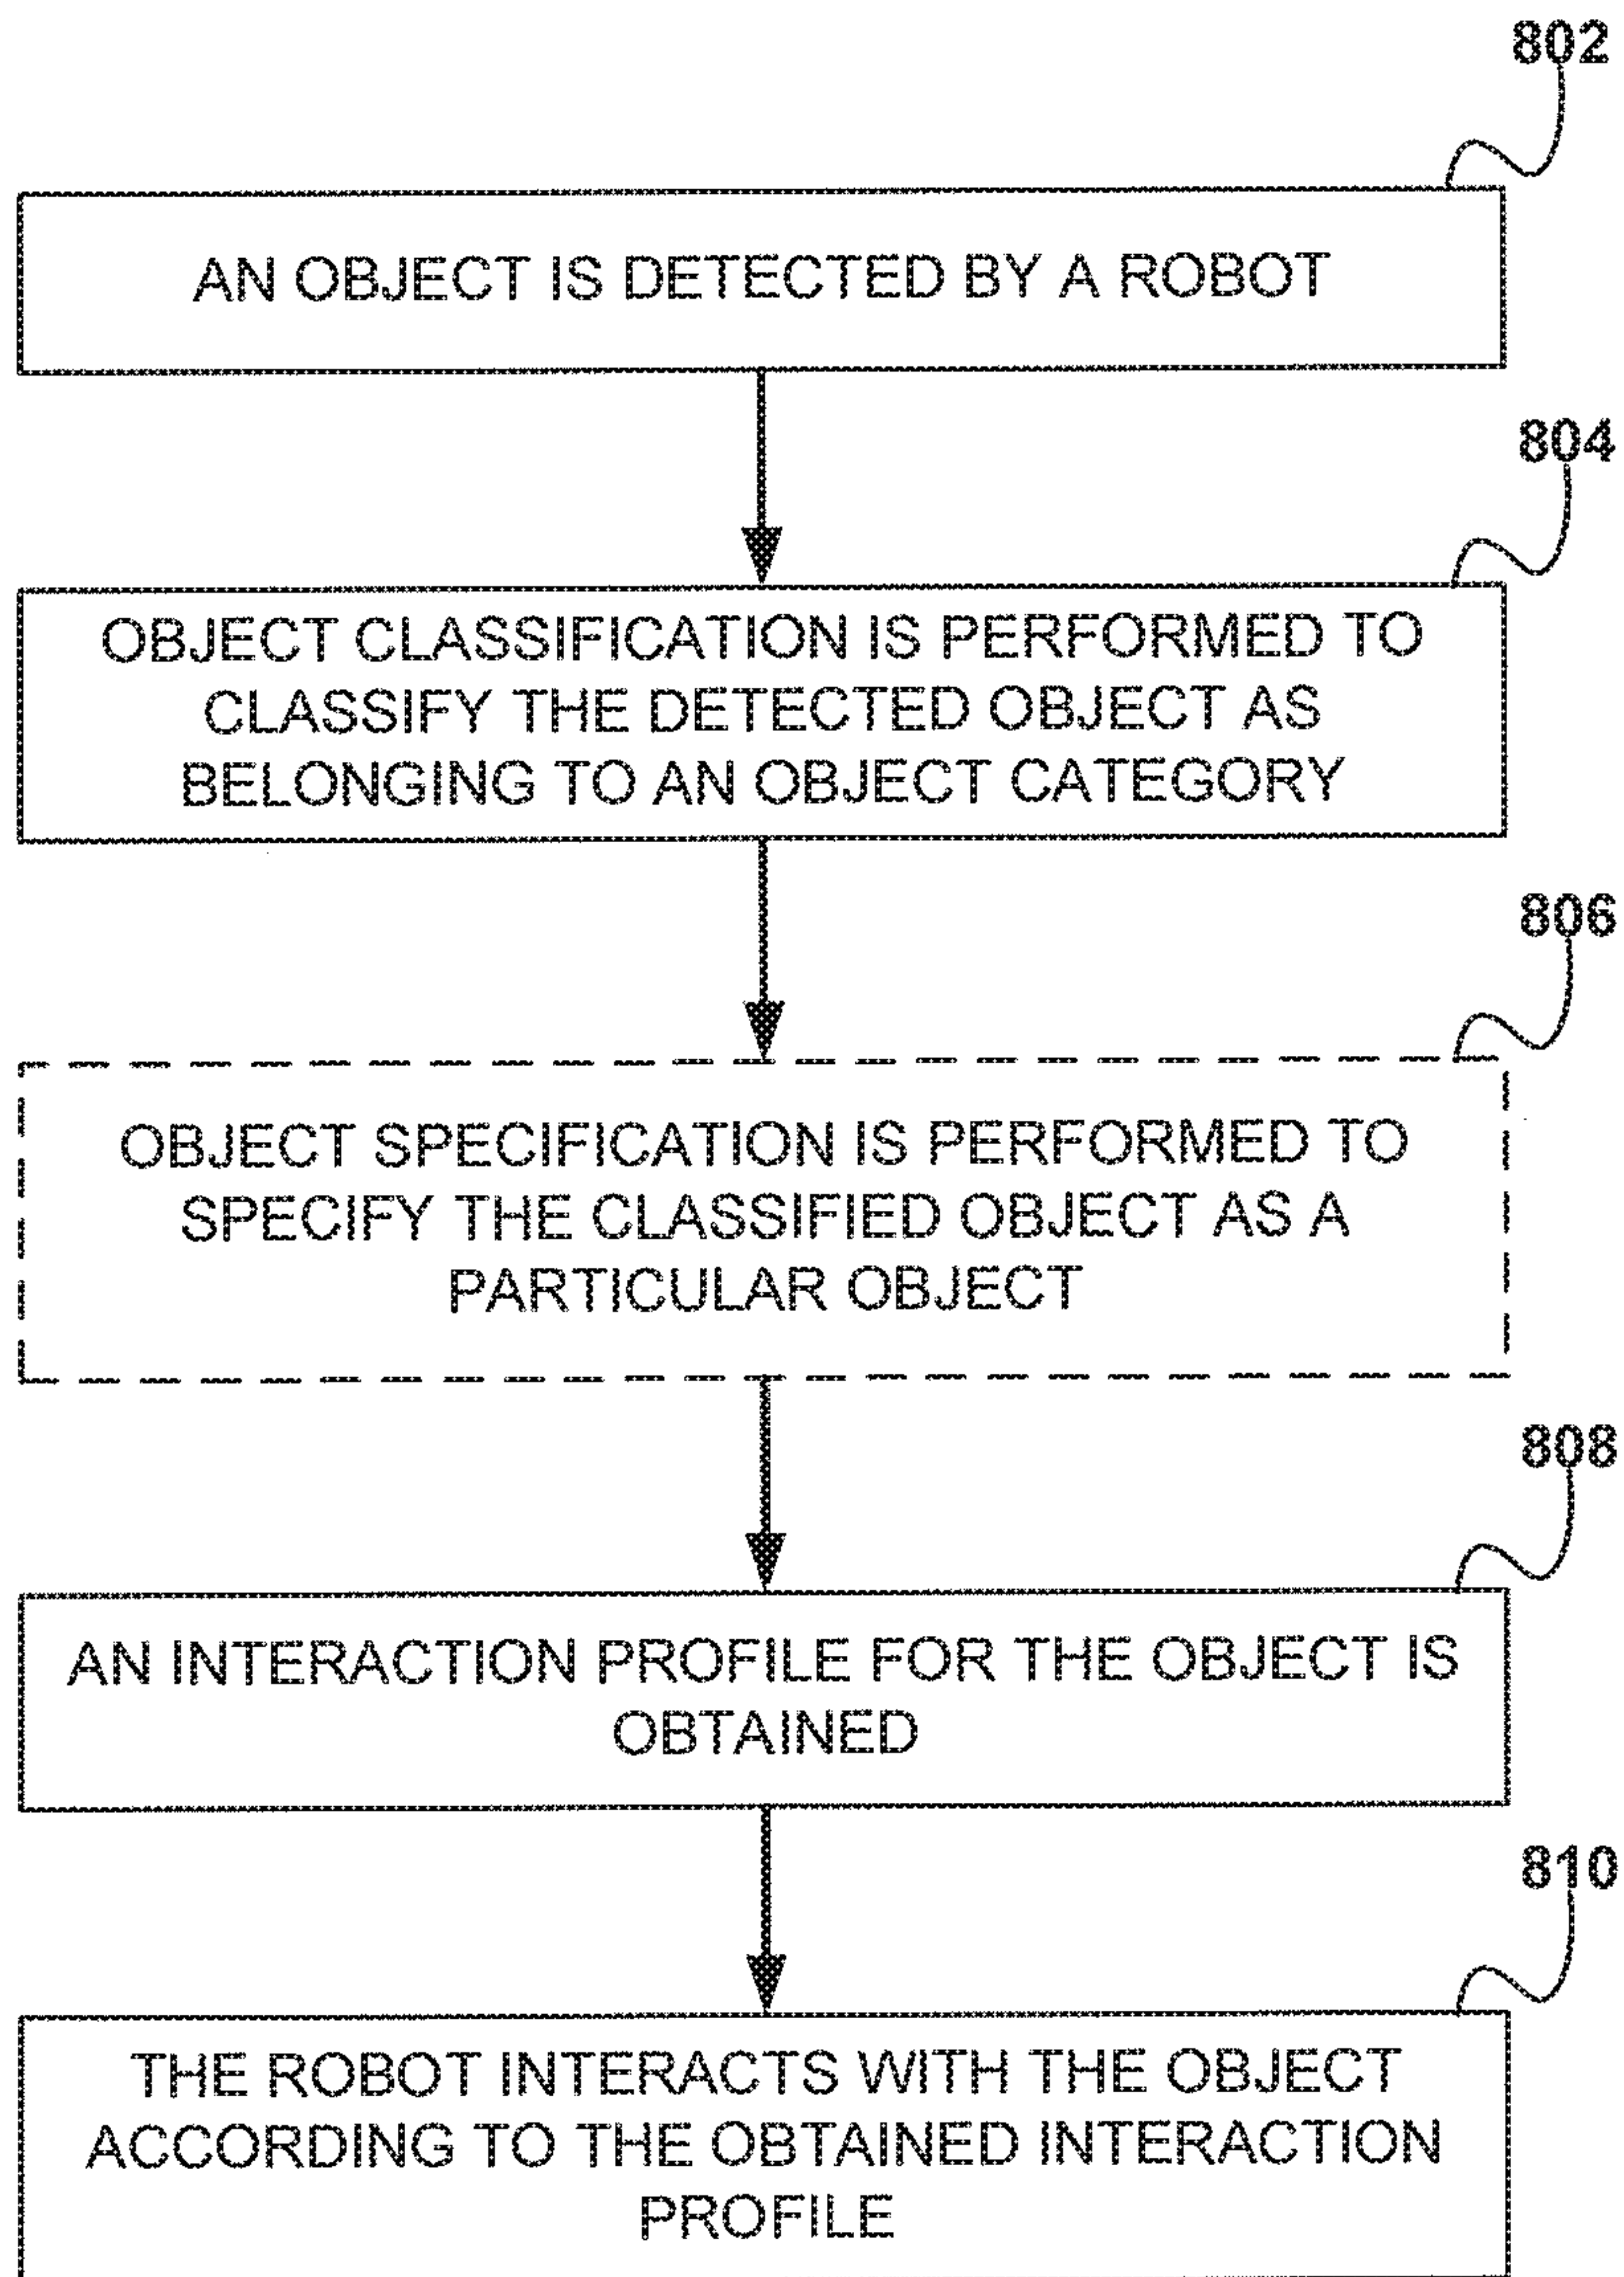 802
AN OBJECT IS DETECTED BY A ROBOT
804
OBJECT CLASSIFICATION IS PERFORMED TO
CLASSIFY THE DETECTED OBJECT AS
BELONGING TO AN OBJECT CATEGORY
806
OBJECT SPECIFICATION IS PERFORMED TO
SPECIFY THE CLASSIFIED OBJECT AS A
PARTICULAR OBJECT
808
AN INTERACTION PROFILE FOR THE OBJECT IS
OBTAINED
810
THE ROBOT INTERACTS WITH THE OBJECT
ACCORDING TO THE OBTAINED INTERACTION
PROFILE